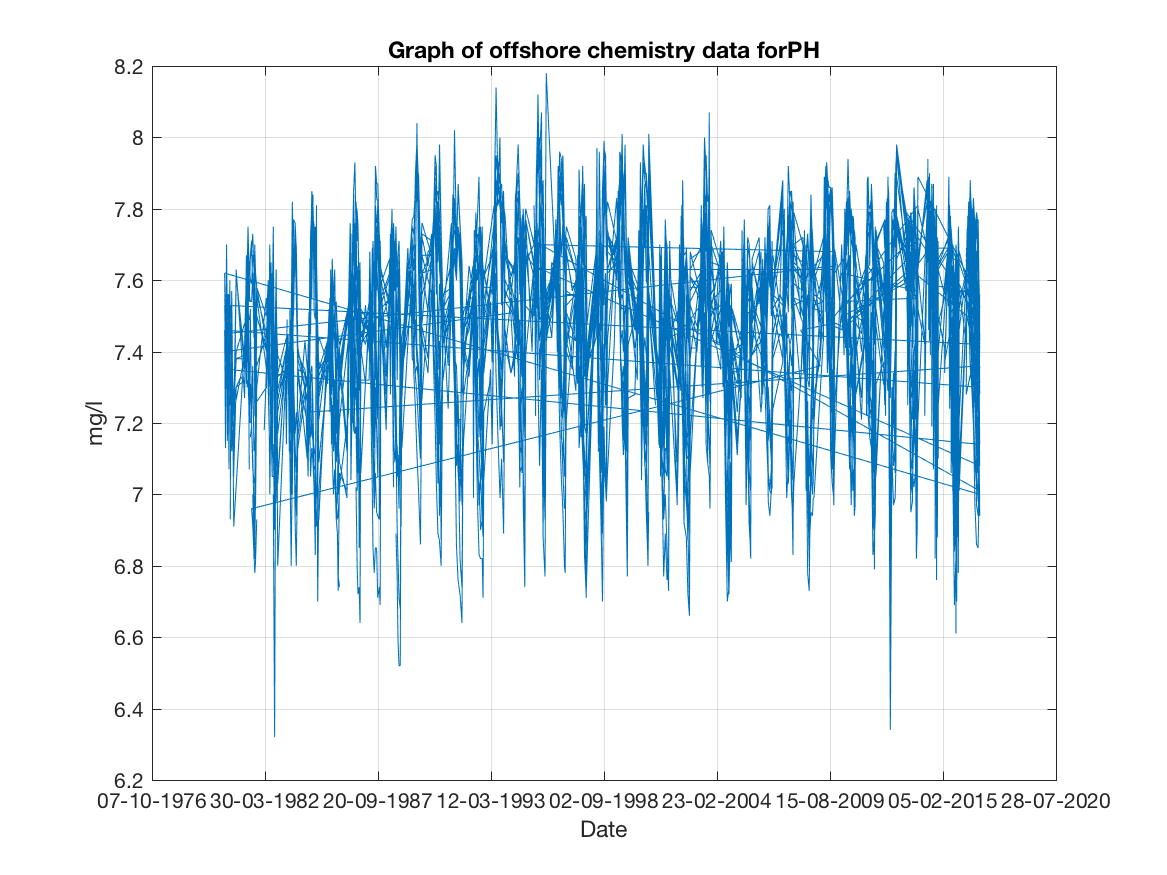 Graph of offshore chemistry data forPH
8.2
8
7.8
7.6
7.4
7.2
7
6.8
6.6
6.4
6.2
mg/l
07-10-1976 30-03-1982 20-09-1987 12-03-1993 02-09-1998 23-02-2004 15-08-2009 05-02-2015 28-07-2020
Date